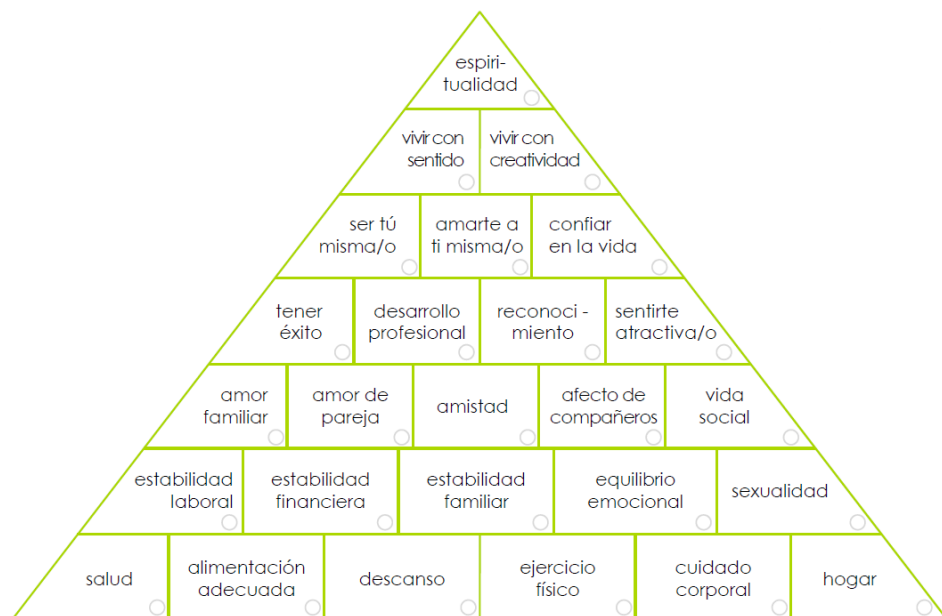 espiri-
tualidad
vivir con
sentido
vivir con
creatividad
ser tú
misma/o
amarte a
ti misma/o
confiar
en la vida
tener
éxito
desarrollo
profesional
reconoci -
miento
sentirte
atractiva/o
amor
familiar
amor de
pareja
amistad
afecto de
compañeros
vida
social
estabilidad
laboral
estabilidad
financiera
estabilidad
familiar
equilibrio
emocional
sexualidad
salud
alimentación
adecuada
descanso
ejercicio
físico
cuidado
corporal
hogar